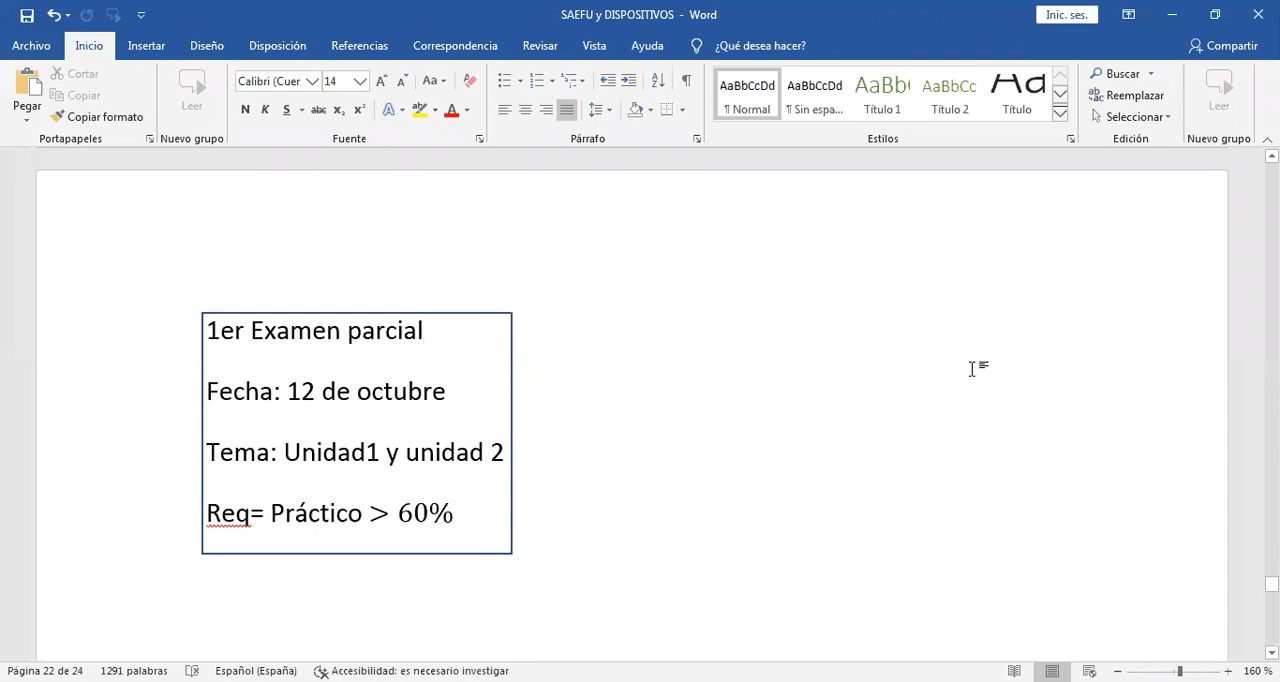 SAEFU y DISPOSITIVOS - Word
Inic. ses.
Archivo Inicio Insertar Diseño Disposición Referencias Correspondencia Revisar Vista Ayuda ¿Qué desea hacer? Compartir
Pegar
Cortar
Copiar
Copiar formato
Portapapeles
Leer
Nuevo grupo
Calibri (Cuer 14
Aa
N K S abc x₁ x² A A
Fuente
Párrafo
AaBbCcDd AaBbCcDd AaBb( AaBbCc Aad
¶ Normal ¶ Sin espa... Título 1 Título 2 Título
Estilos
Buscar
Reemplazar
Seleccionar
Edición
Leer
Nuevo grupo
1er Examen parcial
Fecha: 12 de octubre
Tema: Unidad1 y unidad 2
Req= Práctico > 60%
Página 22 de 24 1291 palabras Español (España) Accesibilidad: es necesario investigar 160 %